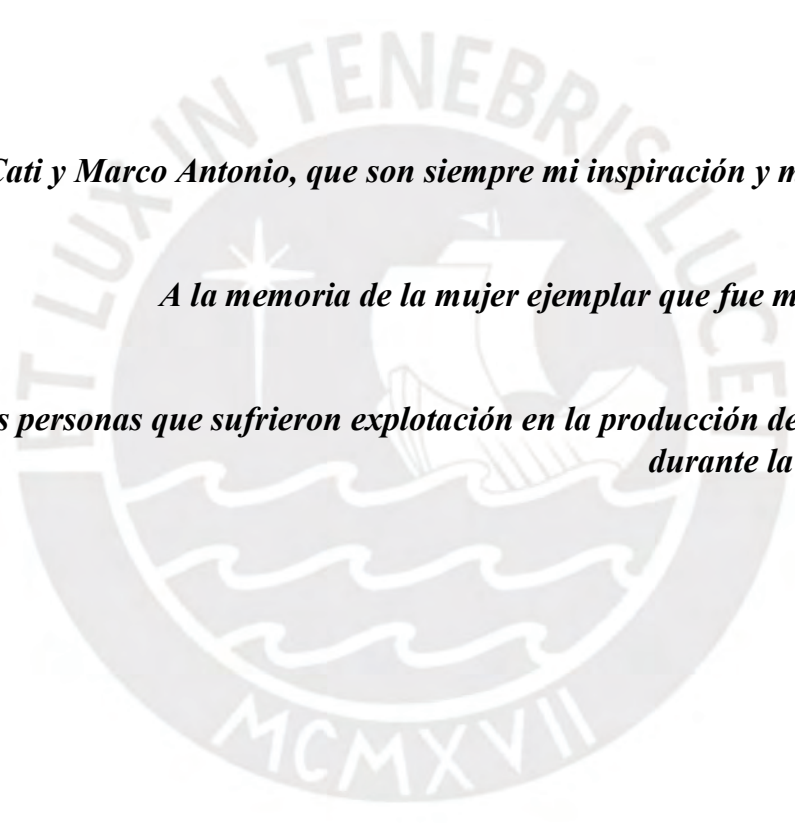 ET LUX IN TENEBRIS LUCET
Cati y Marco Antonio, que son siempre mi inspiración y
A la memoria de la mujer ejemplar que fue
personas que sufrieron explotación en la producción de
durante la
MCMXVII